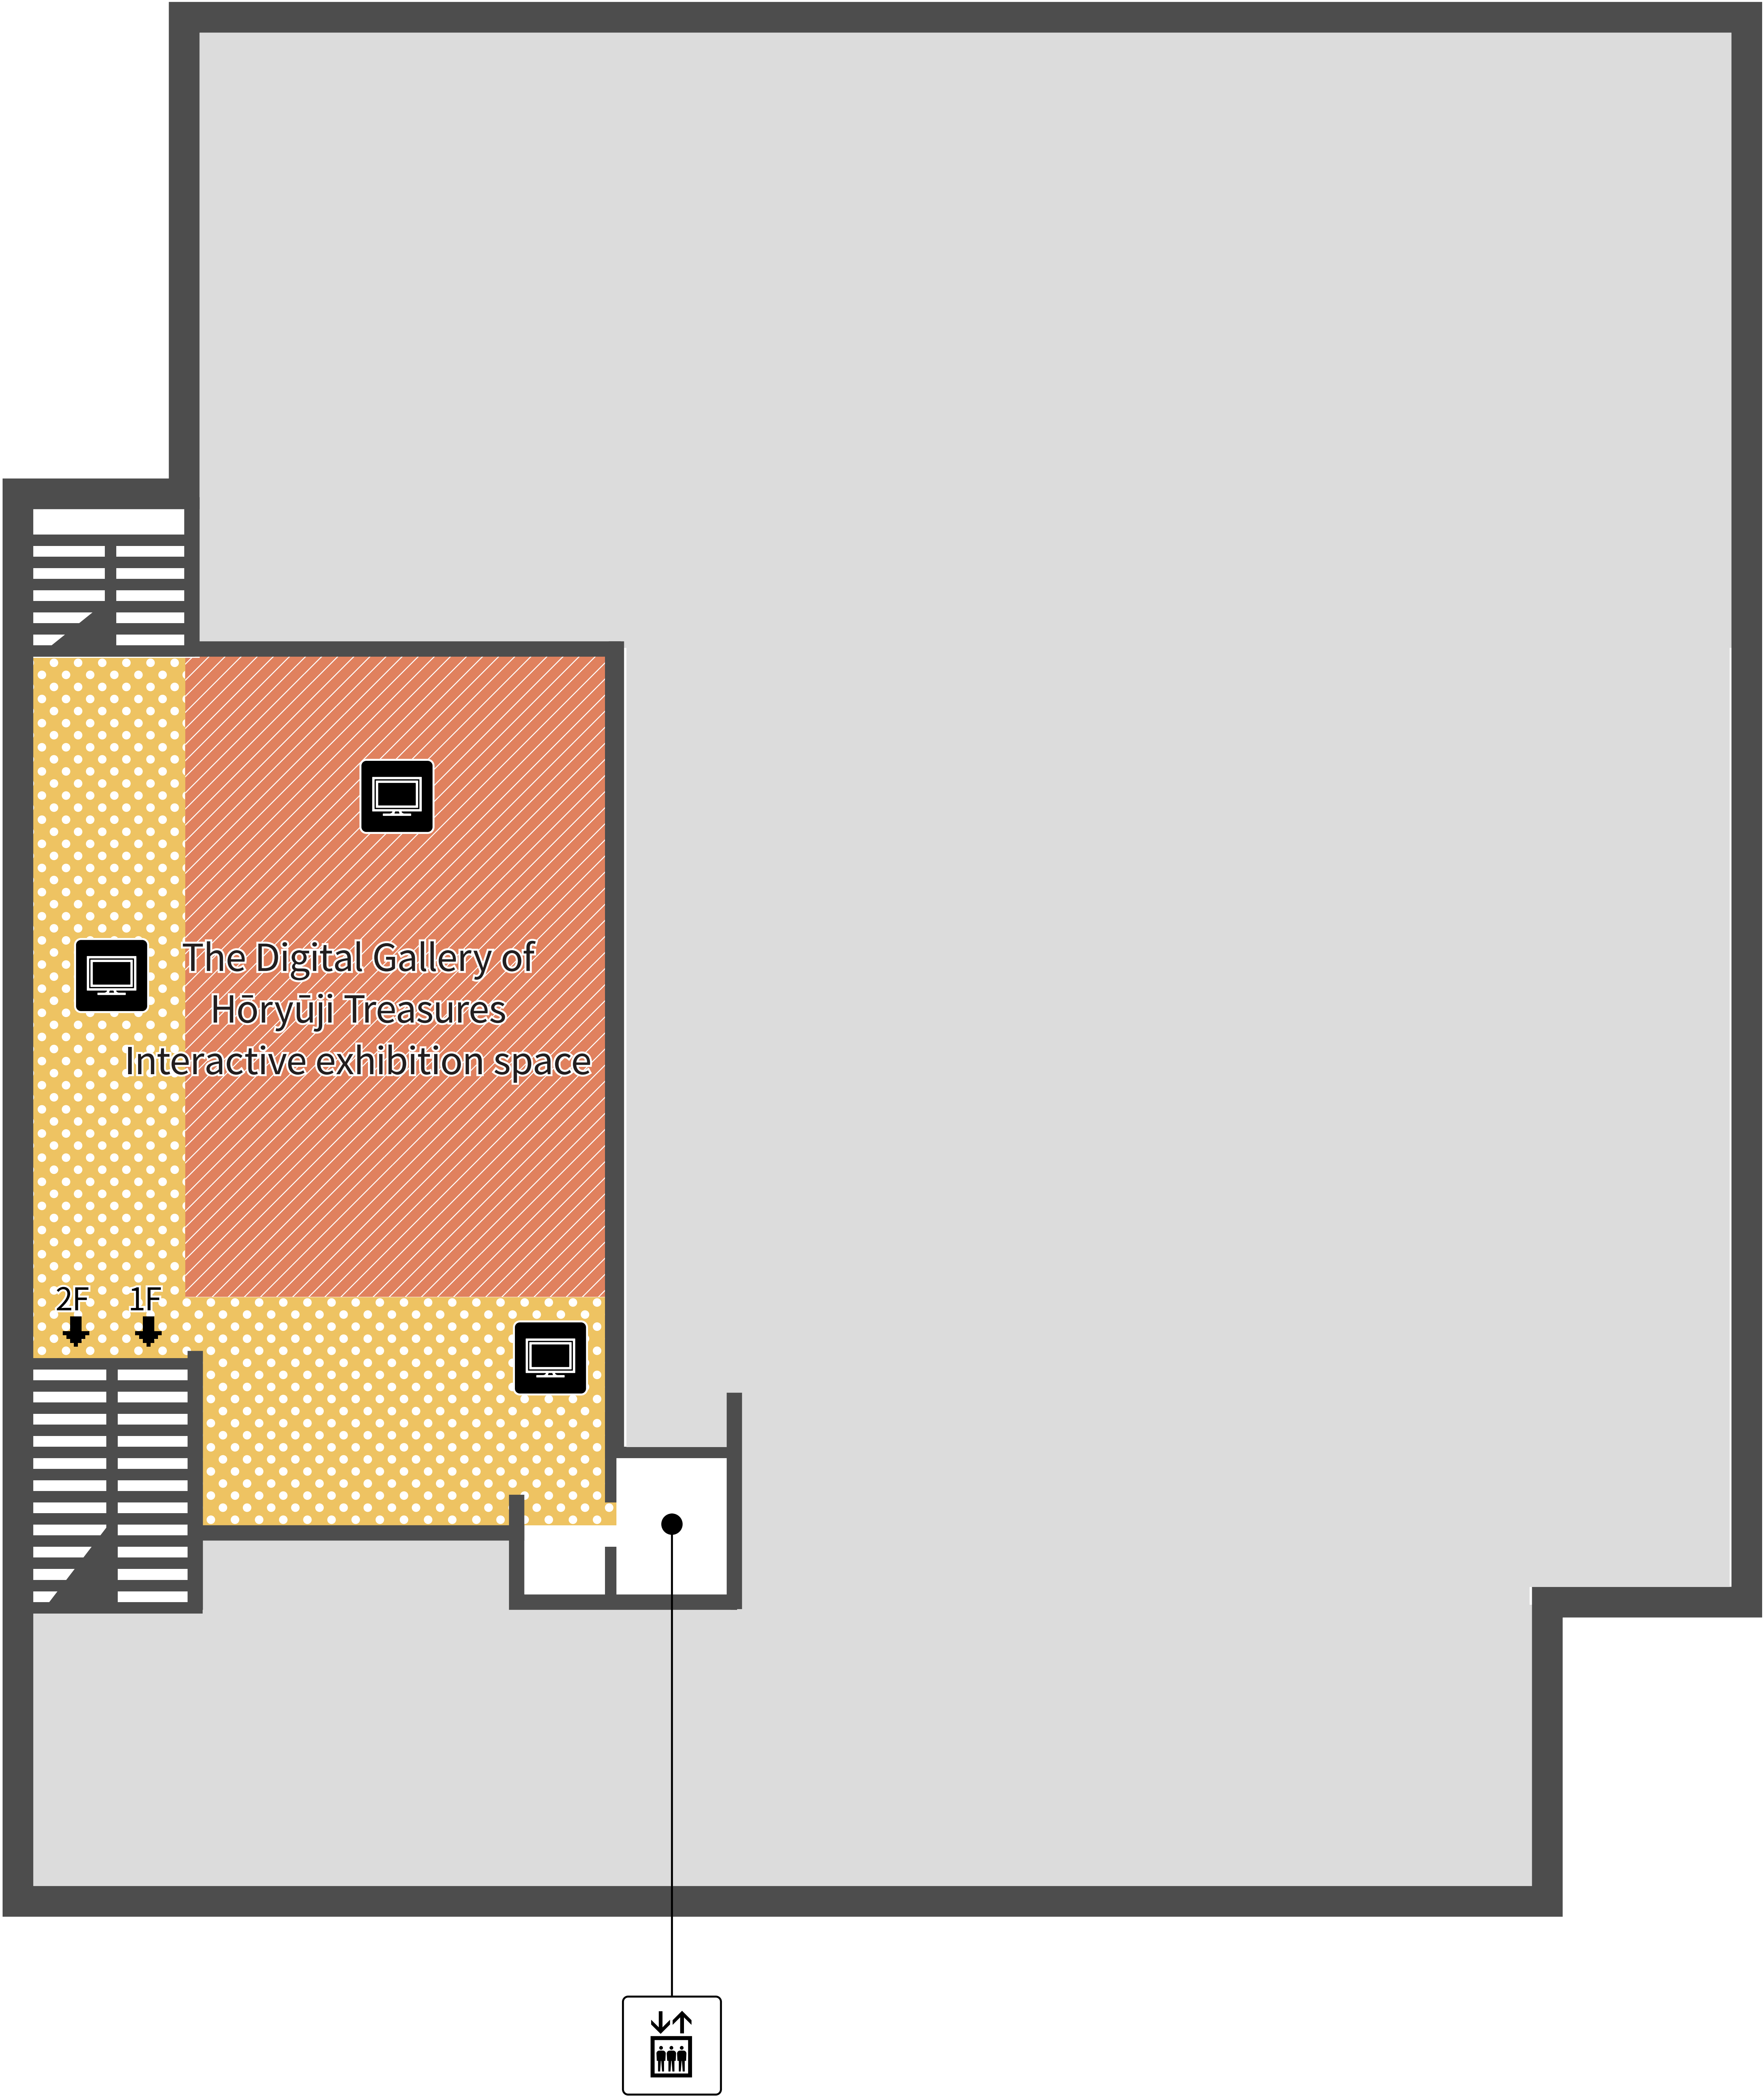 The Digital Gallery of
Hōryūji Treasures
Interactive exhibition space
2F 1F